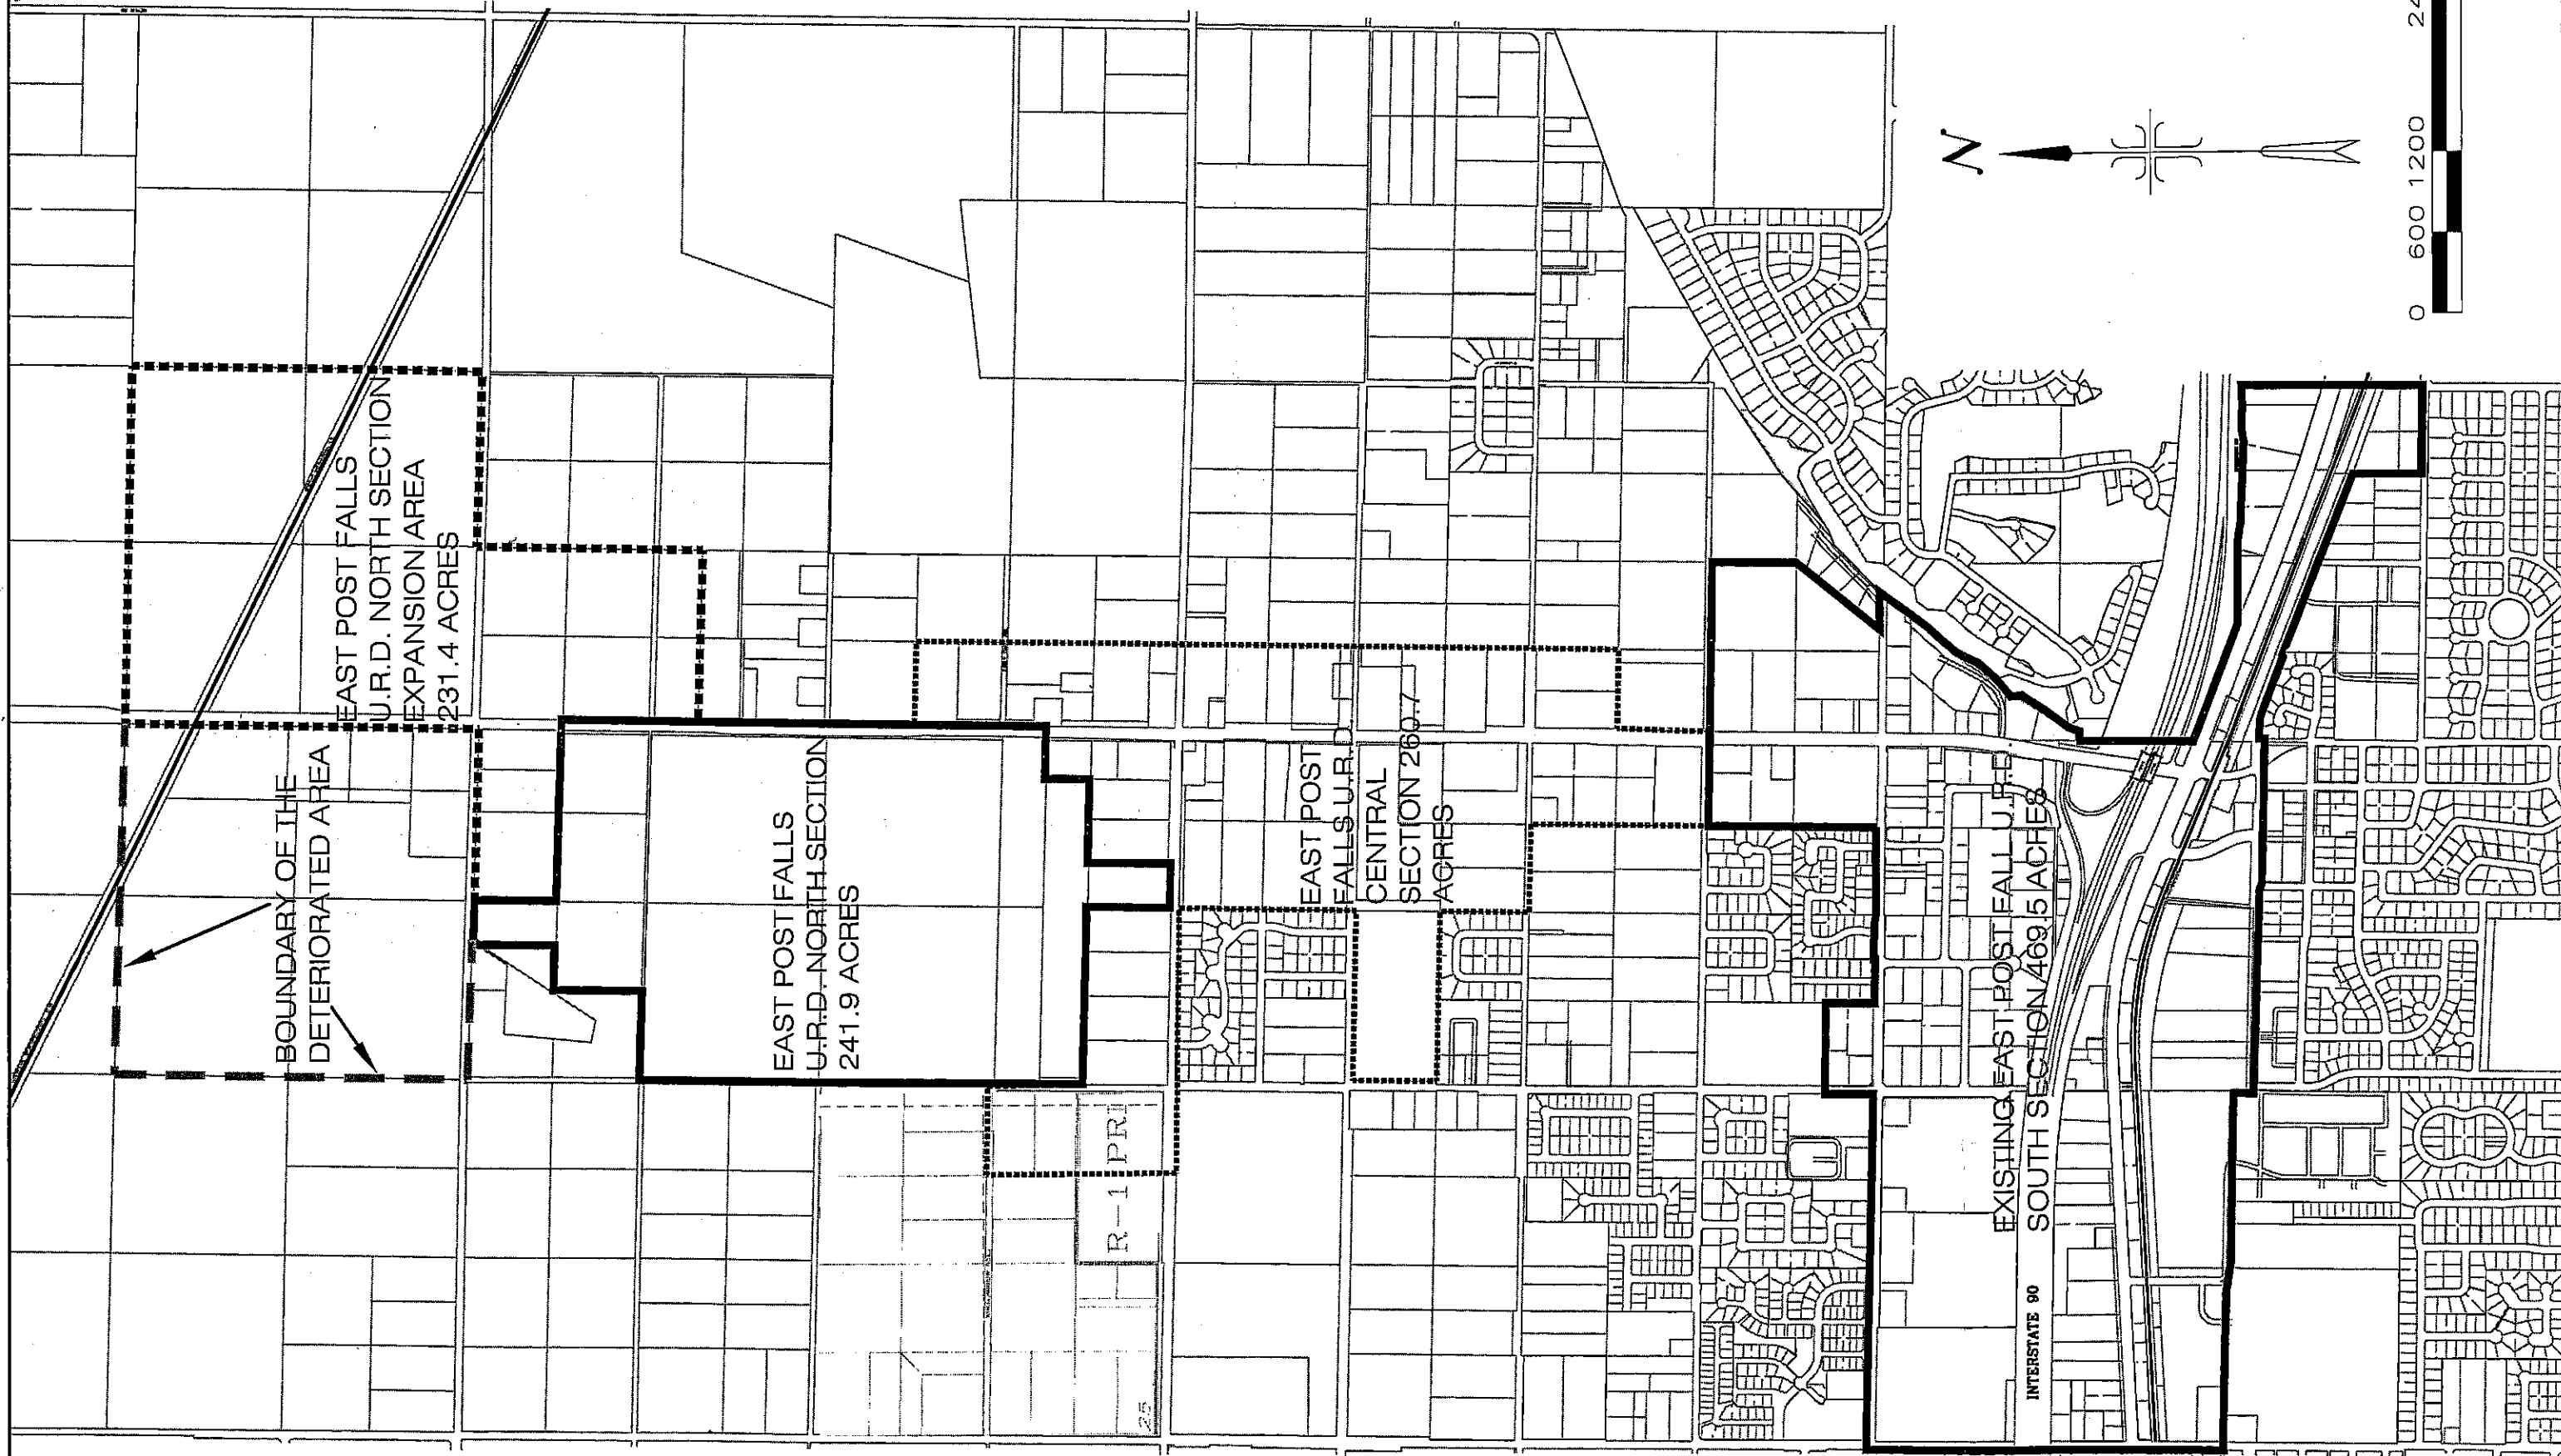 EAST POST FALLS
U.R.D. NORTH SECTION
EXPANSION AREA
231.4 ACRES
BOUNDARY OF THE
DETERIORATED AREA
EAST POST FALLS
U.R.D. NORTH SECTION
241.9 ACRES
R-1 PRI
25
EAST POST
FALLS U.R.D.
CENTRAL
SECTION 260.7
ACRES
EXISTING EAST POST FALL U.R.D.
SOUTH SECTION 469.5 ACRES
INTERSTATE 90
N
0 600 1200 24